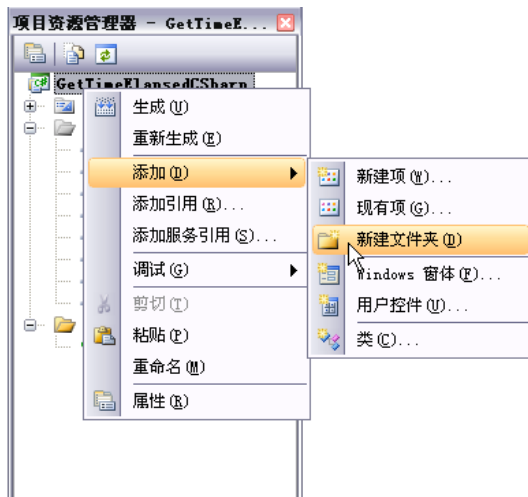 项目资源管理器 - GetTimeE...
GetTimeElapsedCSharp
生成(U)
重新生成(E)
添加(D)
添加引用(R)...
添加服务引用(S)...
调试(G)
剪切(T)
粘贴(P)
重命名(M)
属性(R)
新建项(W)...
现有项(G)...
新建文件夹(D)
Windows 窗体(F)...
用户控件(U)...
类(C)...